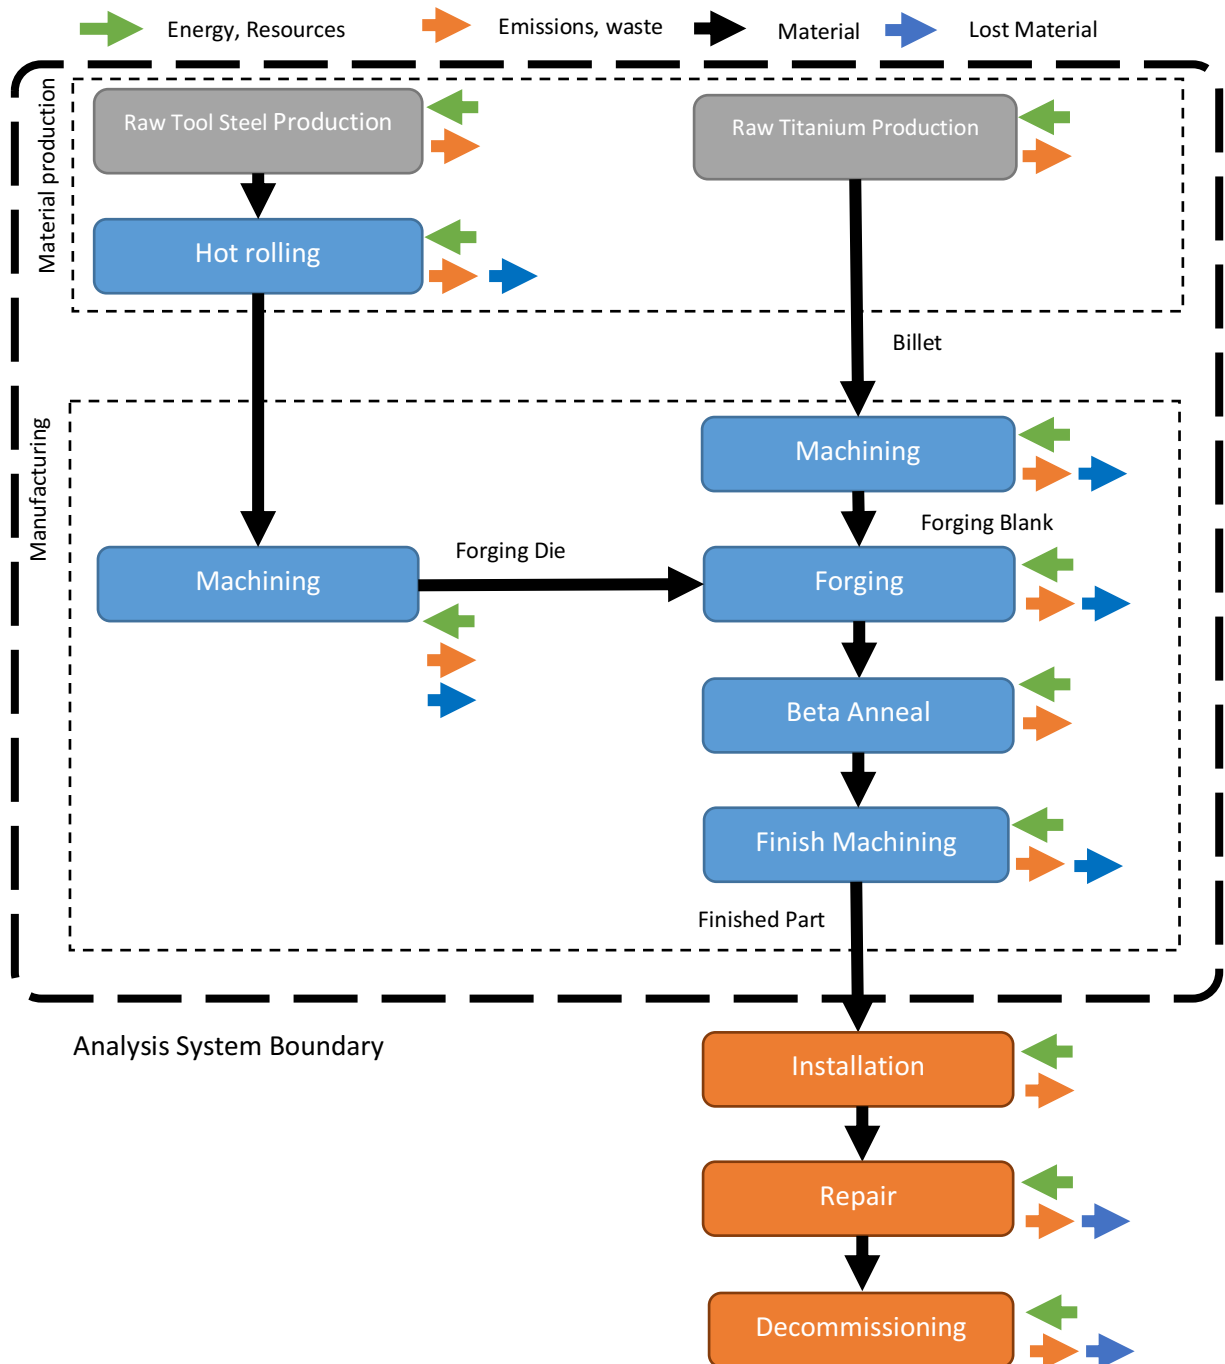 Energy, Resources
Emissions, waste
Material
Lost Material
Material production
Raw Tool Steel Production
Raw Titanium Production
Hot rolling
Billet
Manufacturing
Machining
Forging Blank
Machining
Forging Die
Forging
Beta Anneal
Finish Machining
Finished Part
Analysis System Boundary
Installation
Repair
Decommissioning